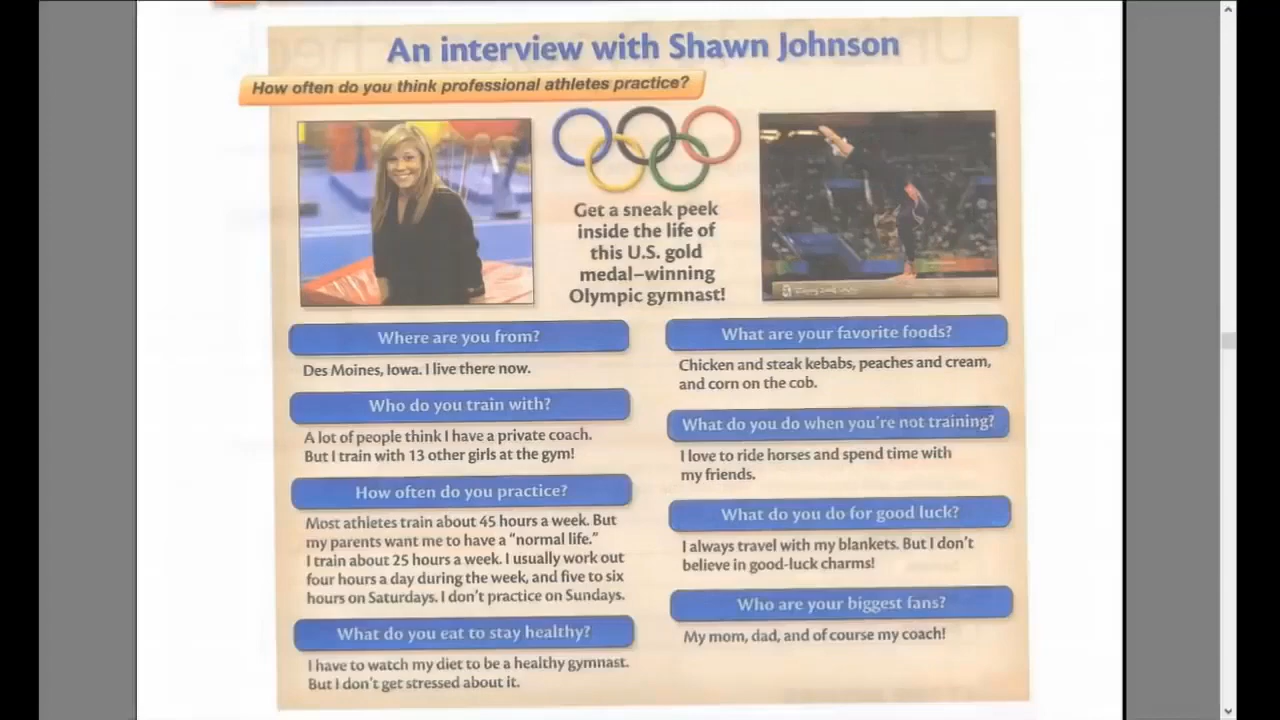 An interview with Shawn Johnson
How often do you think professional athletes practice?
Get a sneak peek
inside the life of
this U.S. gold
medal–winning
Olympic gymnast!
Where are you from?
Des Moines, Iowa. I live there now.
Who do you train with?
A lot of people think I have a private coach.
But I train with 13 other girls at the gym!
How often do you practice?
Most athletes train about 45 hours a week. But
my parents want me to have a “normal life.”
I train about 25 hours a week. I usually work out
four hours a day during the week, and five to six
hours on Saturdays. I don't practice on Sundays.
What do you eat to stay healthy?
I have to watch my diet to be a healthy gymnast.
But I don't get stressed about it.
What are your favorite foods?
Chicken and steak kebabs, peaches and cream,
and corn on the cob.
What do you do when you're not training?
I love to ride horses and spend time with
my friends.
What do you do for good luck?
I always travel with my blankets. But I don't
believe in good-luck charms!
Who are your biggest fans?
My mom, dad, and of course my coach!